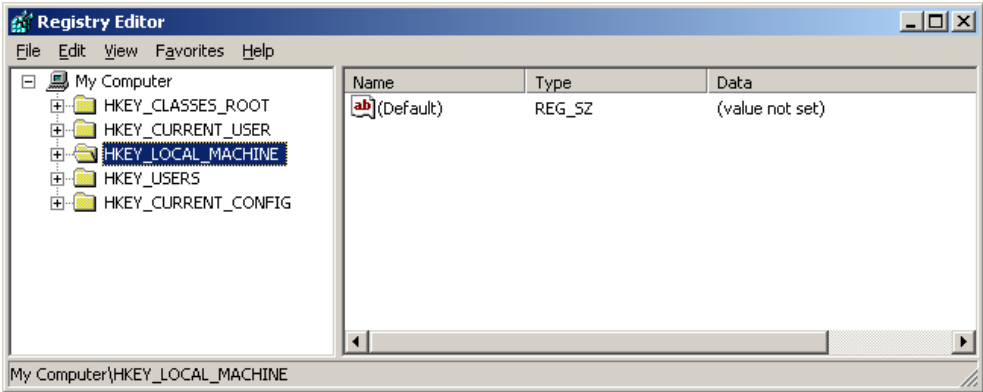 Registry Editor
File Edit View Favorites Help
My Computer
HKEY_CLASSES_ROOT
HKEY_CURRENT_USER
HKEY_LOCAL_MACHINE
HKEY_USERS
HKEY_CURRENT_CONFIG
Name Type Data
ab (Default) REG_SZ (value not set)
My Computer\HKEY_LOCAL_MACHINE